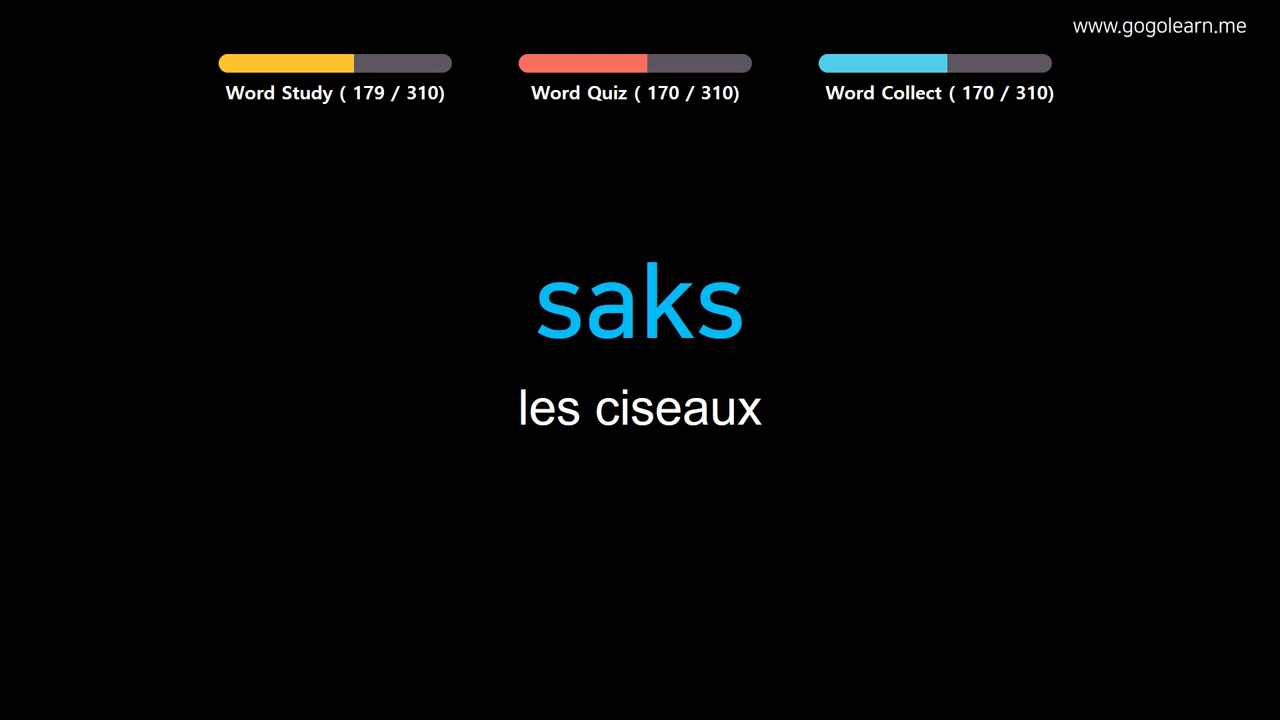 www.gogolearn.me
Word Study ( 179 / 310)
Word Quiz ( 170 / 310)
Word Collect ( 170 / 310)
saks
les ciseaux